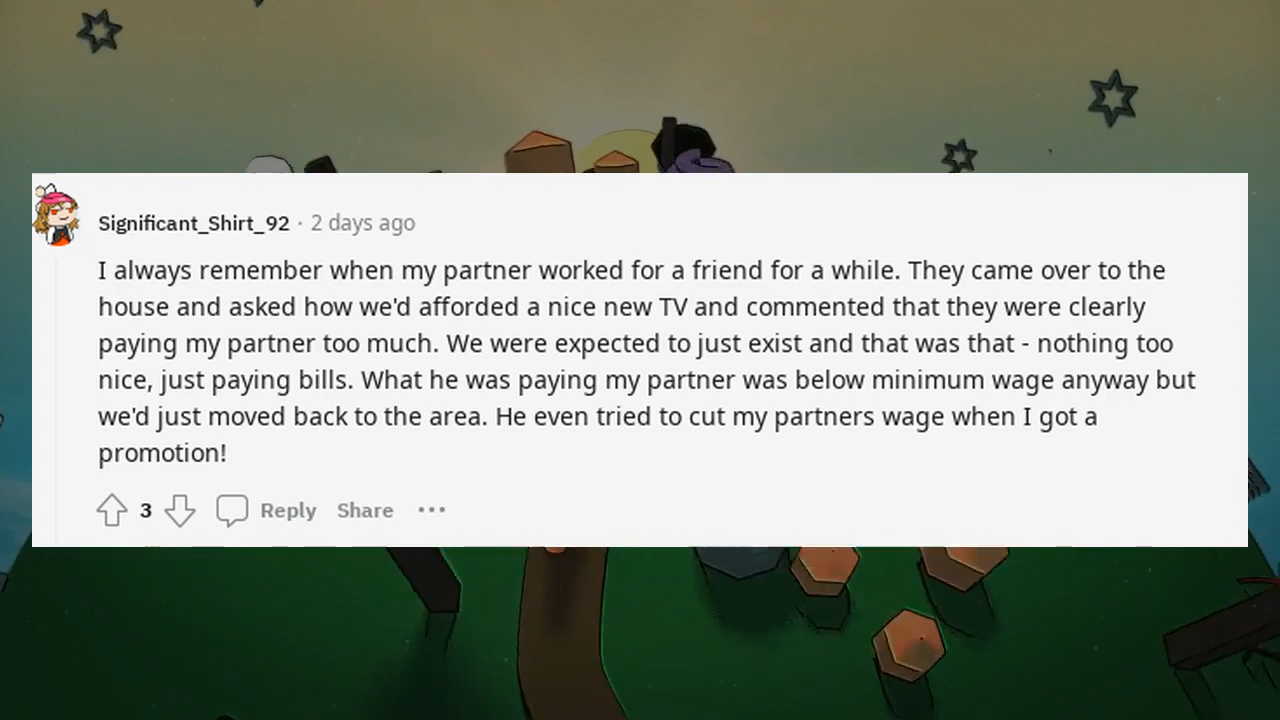 Significant_Shirt_92 · 2 days ago
I always remember when my partner worked for a friend for a while. They came over to the
house and asked how we'd afforded a nice new TV and commented that they were clearly
paying my partner too much. We were expected to just exist and that was that - nothing too
nice, just paying bills. What he was paying my partner was below minimum wage anyway but
we'd just moved back to the area. He even tried to cut my partners wage when I got a
promotion!
3 Reply Share ···